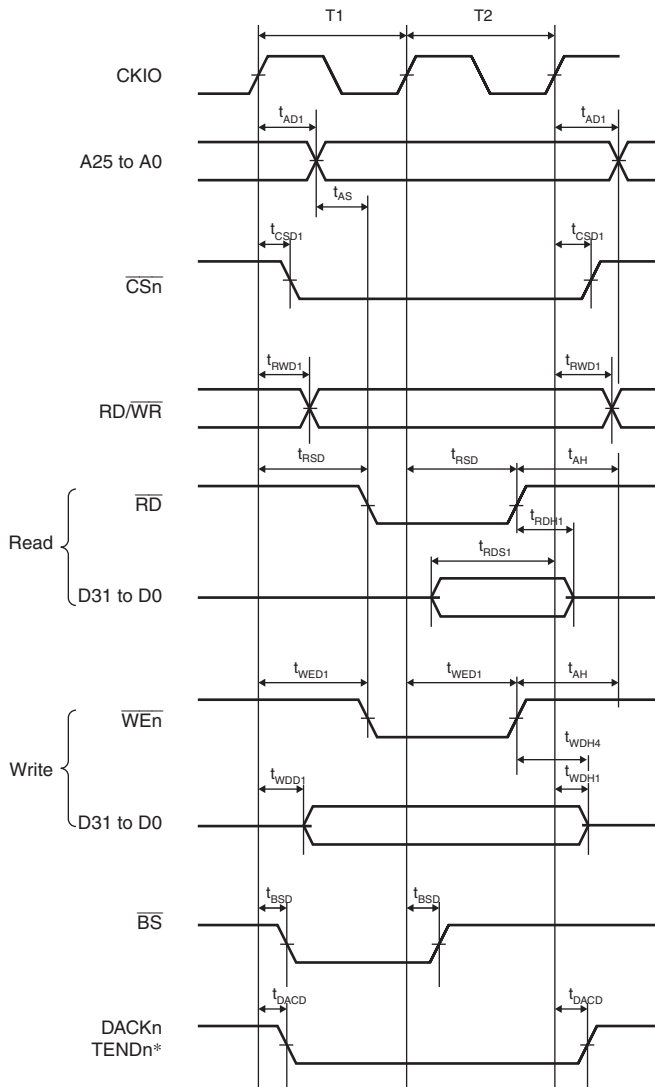 T1 T2
CKIO
tAD1 tAD1
A25 to A0
tAS
tCSD1 tCSD1
CSn
tRWD1 tRWD1
RD/WR
tRSD tRSD tAH
RD
tRDH1
Read
tRDS1
D31 to D0
tWED1 tWED1 tAH
WEn
tWDH4
Write
tWDD1 tWDH1
D31 to D0
tBSD tBSD
BS
tDACD tDACD
DACKn
TENDn*